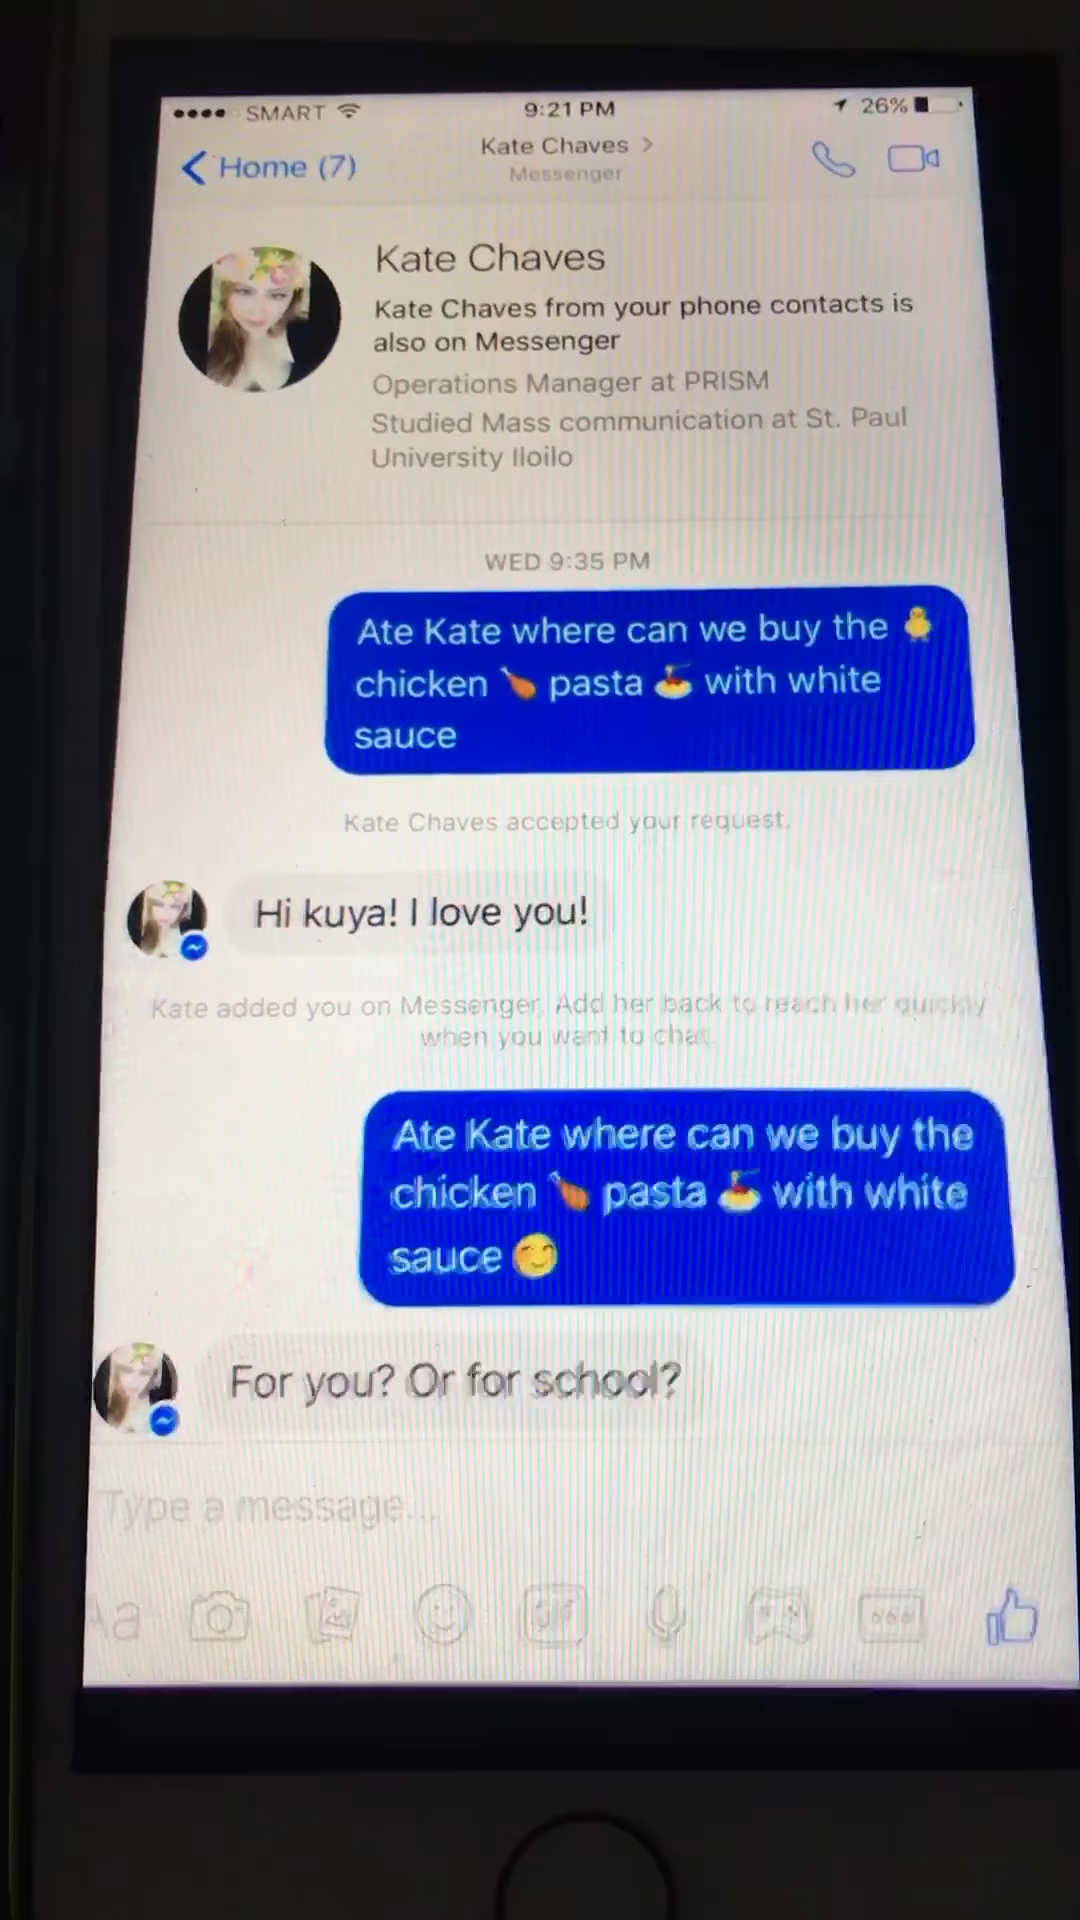 SMART 9:21 PM 26%
Home (7) Kate Chaves
Messenger
Kate Chaves
Kate Chaves from your phone contacts is
also on Messenger
Operations Manager at PRISM
Studied Mass communication at St. Paul
University Iloilo
WED 9:35 PM
Ate Kate where can we buy the 🐥
chicken 🍗 pasta 🍝 with white
sauce
Kate Chaves accepted your request.
Hi kuya! I love you!
Kate added you on Messenger. Add her back to reach her quickly
when you want to chat.
Ate Kate where can we buy the
chicken 🍗 pasta 🍝 with white
sauce 😏
For you? Or for school?
Type a message...
Aa GIF